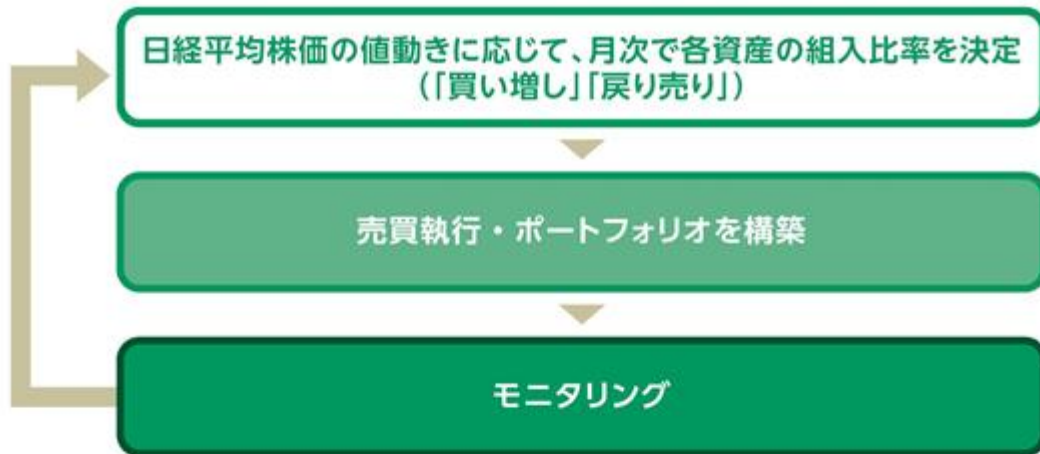 日経平均株価の値動きに応じて、月次で各資産の組入比率を決定
(「買い増し」「戻り売り」)
売買執行・ポートフォリオを構築
モニタリング